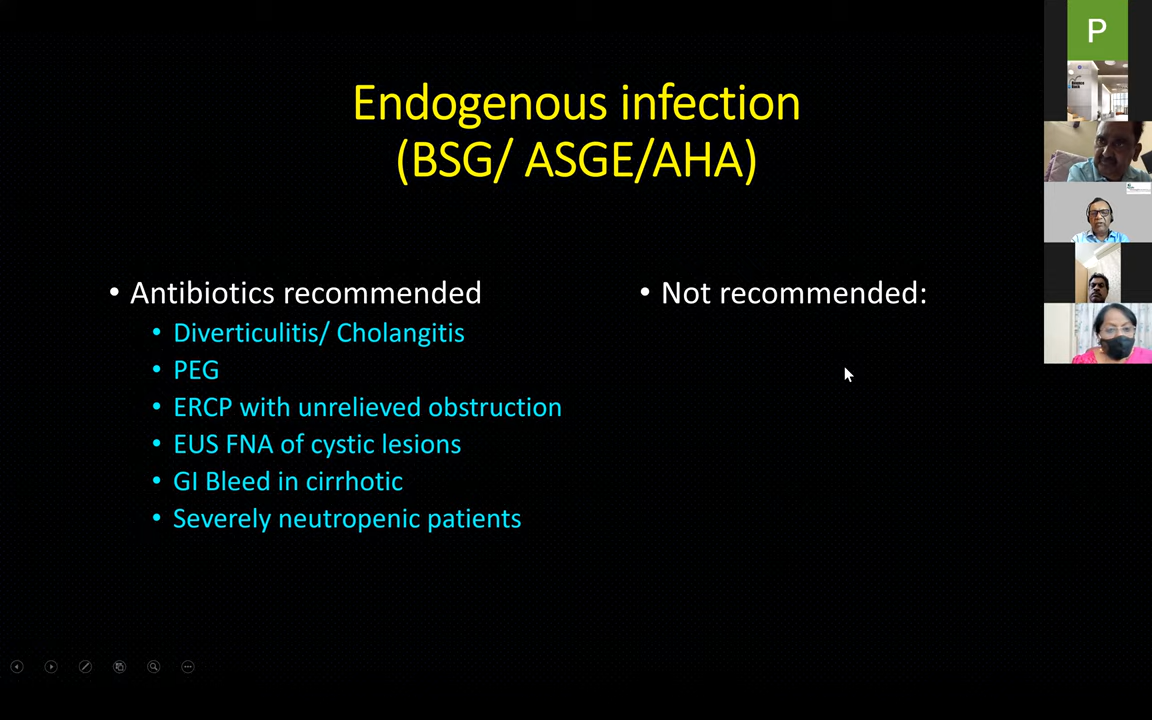 Endogenous infection
(BSG/ ASGE/AHA)
• Antibiotics recommended
• Diverticulitis/ Cholangitis
• PEG
• ERCP with unrelieved obstruction
• EUS FNA of cystic lesions
• GI Bleed in cirrhotic
• Severely neutropenic patients
• Not recommended:
P